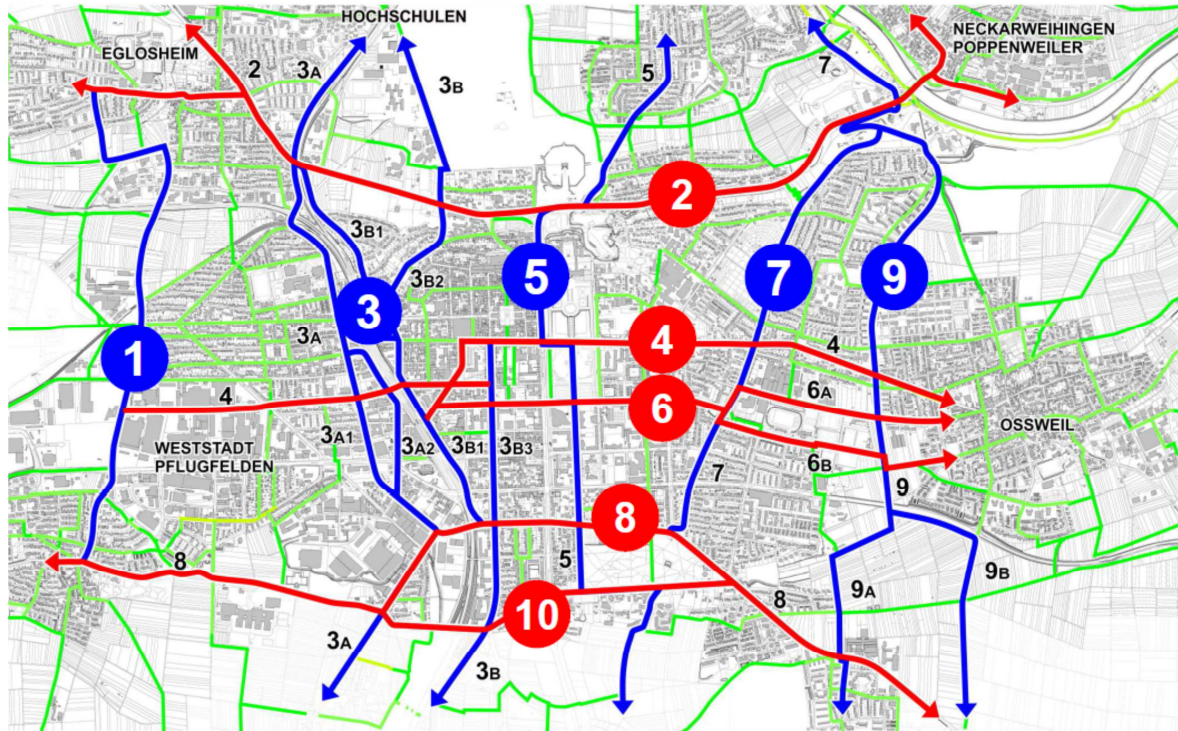 HOCHSCHULEN
NECKARWEIHINGEN
POPPENWEILER
EGLOSHEIM
2
3A
3B
5
7
2
3B1
3B2
5
7
9
3
1
3A
4
4
4
6A
6
OSSWEIL
WESTSTADT
PFLUGFELDEN
3A1
3A2
3B1
3B3
7
6B
9
8
8
5
10
8
9A
9B
3A
3B